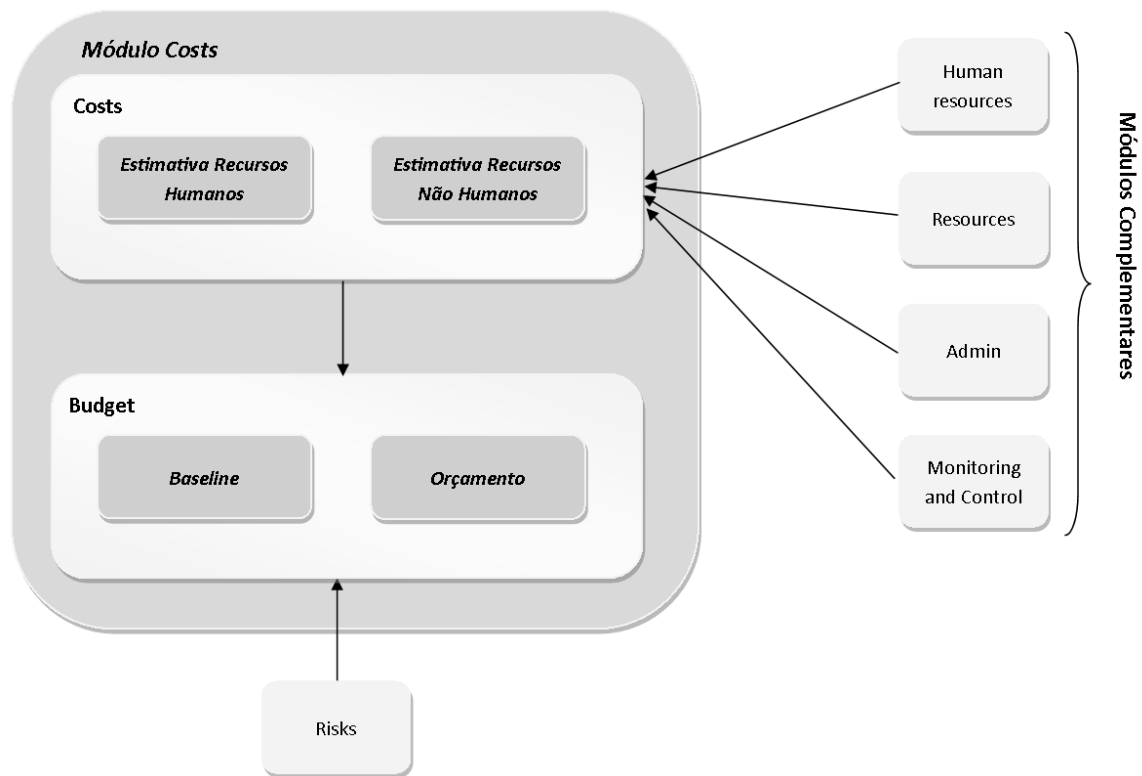 Módulo Costs
Costs
Estimativa Recursos
Humanos
Estimativa Recursos
Não Humanos
Budget
Baseline
Orçamento
Risks
Human
resources
Resources
Admin
Monitoring
and Control
Módulos Complementares